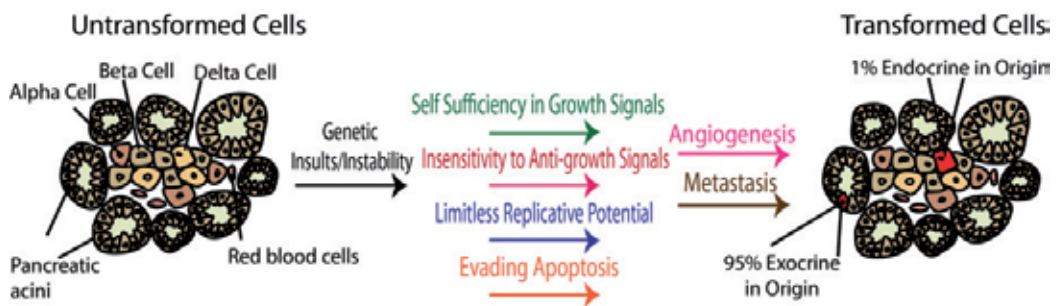 Untransformed Cells
Beta Cell
Delta Cell
Alpha Cell
Pancreatic
acini
Red blood cells
Genetic
Insults/Instability
Self Sufficiency in Growth Signals
Insensitivity to Anti-growth Signals
Limitless Replicative Potential
Evading Apoptosis
Angiogenesis
Metastasis
Transformed Cells:
1% Endocrine in Origin
95% Exocrine
in Origin